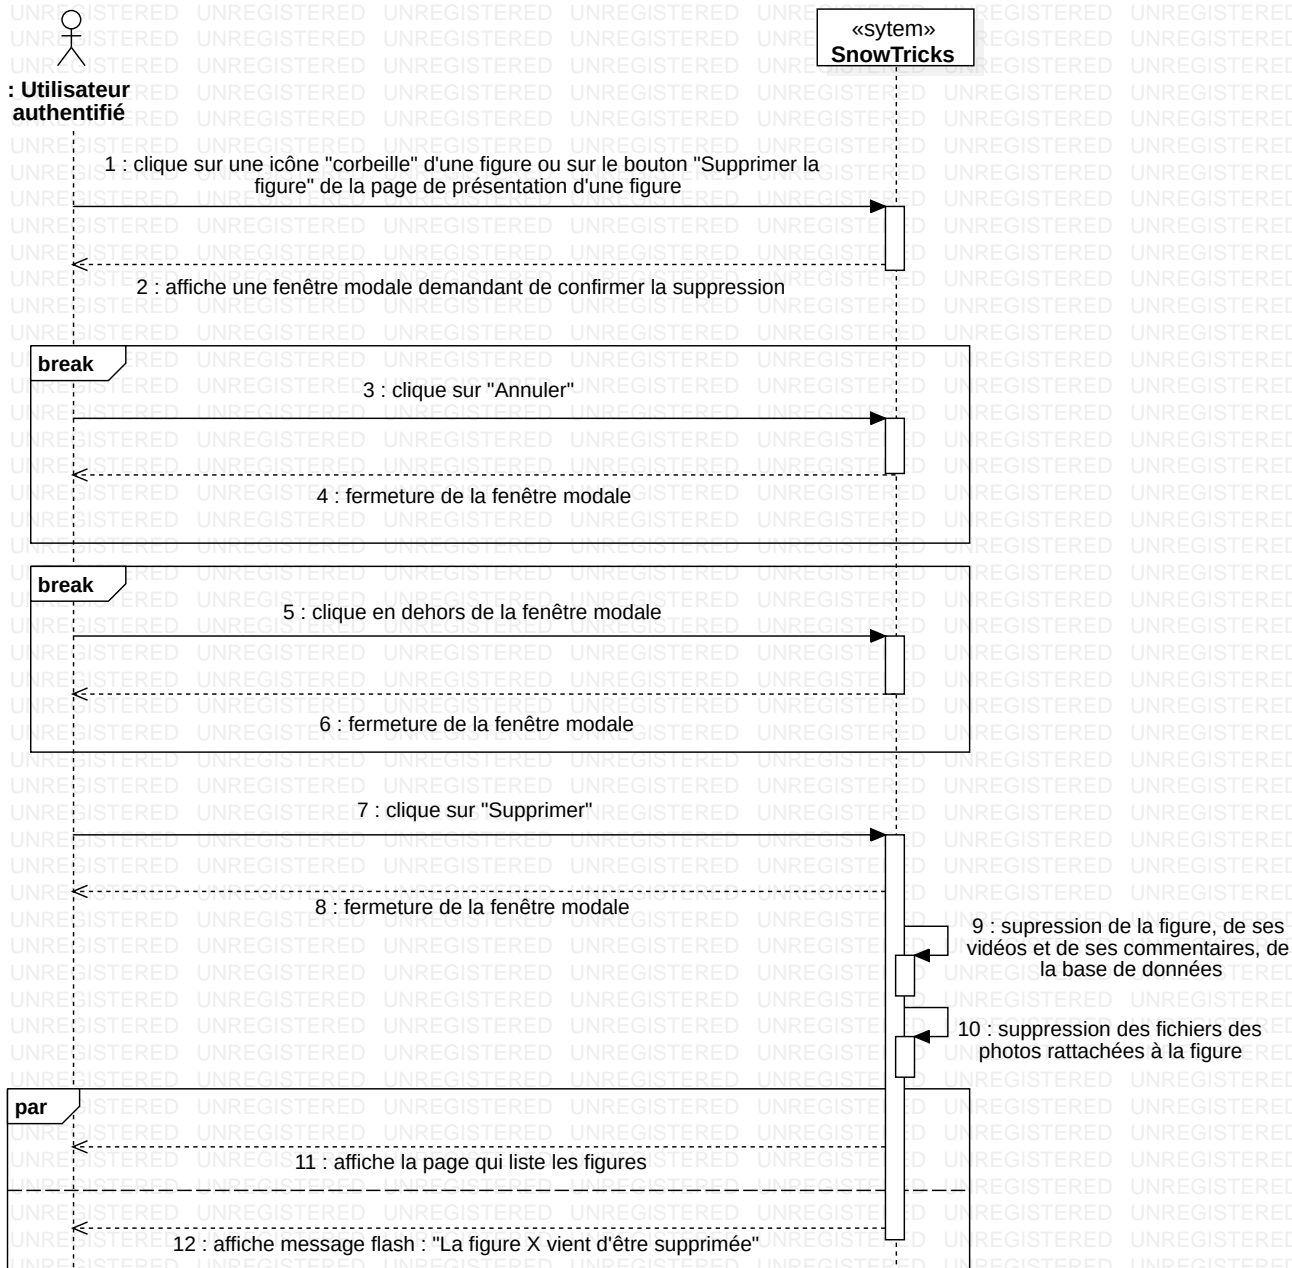 «sytem»
SnowTricks
: Utilisateur
authentifié
1 : clique sur une icône "corbeille" d'une figure ou sur le bouton "Supprimer la
figure" de la page de présentation d'une figure
2 : affiche une fenêtre modale demandant de confirmer la suppression
break
3 : clique sur "Annuler"
4 : fermeture de la fenêtre modale
break
5 : clique en dehors de la fenêtre modale
6 : fermeture de la fenêtre modale
7 : clique sur "Supprimer"
8 : fermeture de la fenêtre modale
9 : supression de la figure, de ses
vidéos et de ses commentaires, de
la base de données
10 : suppression des fichiers des
photos rattachées à la figure
par
11 : affiche la page qui liste les figures
12 : affiche message flash : "La figure X vient d'être supprimée"
UNREGISTERED